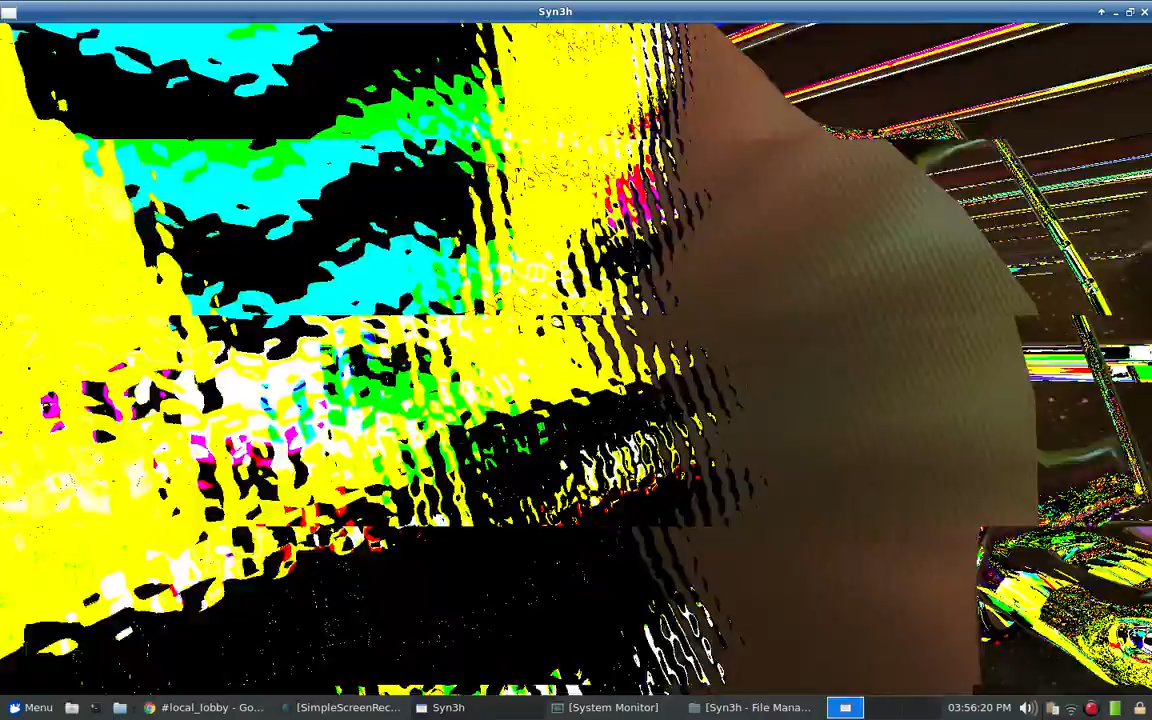 Syn3h
Menu
#local_lobby - Go...
[SimpleScreenRec...
Syn3h
[System Monitor]
[Syn3h - File Mana...
03:56:20 PM